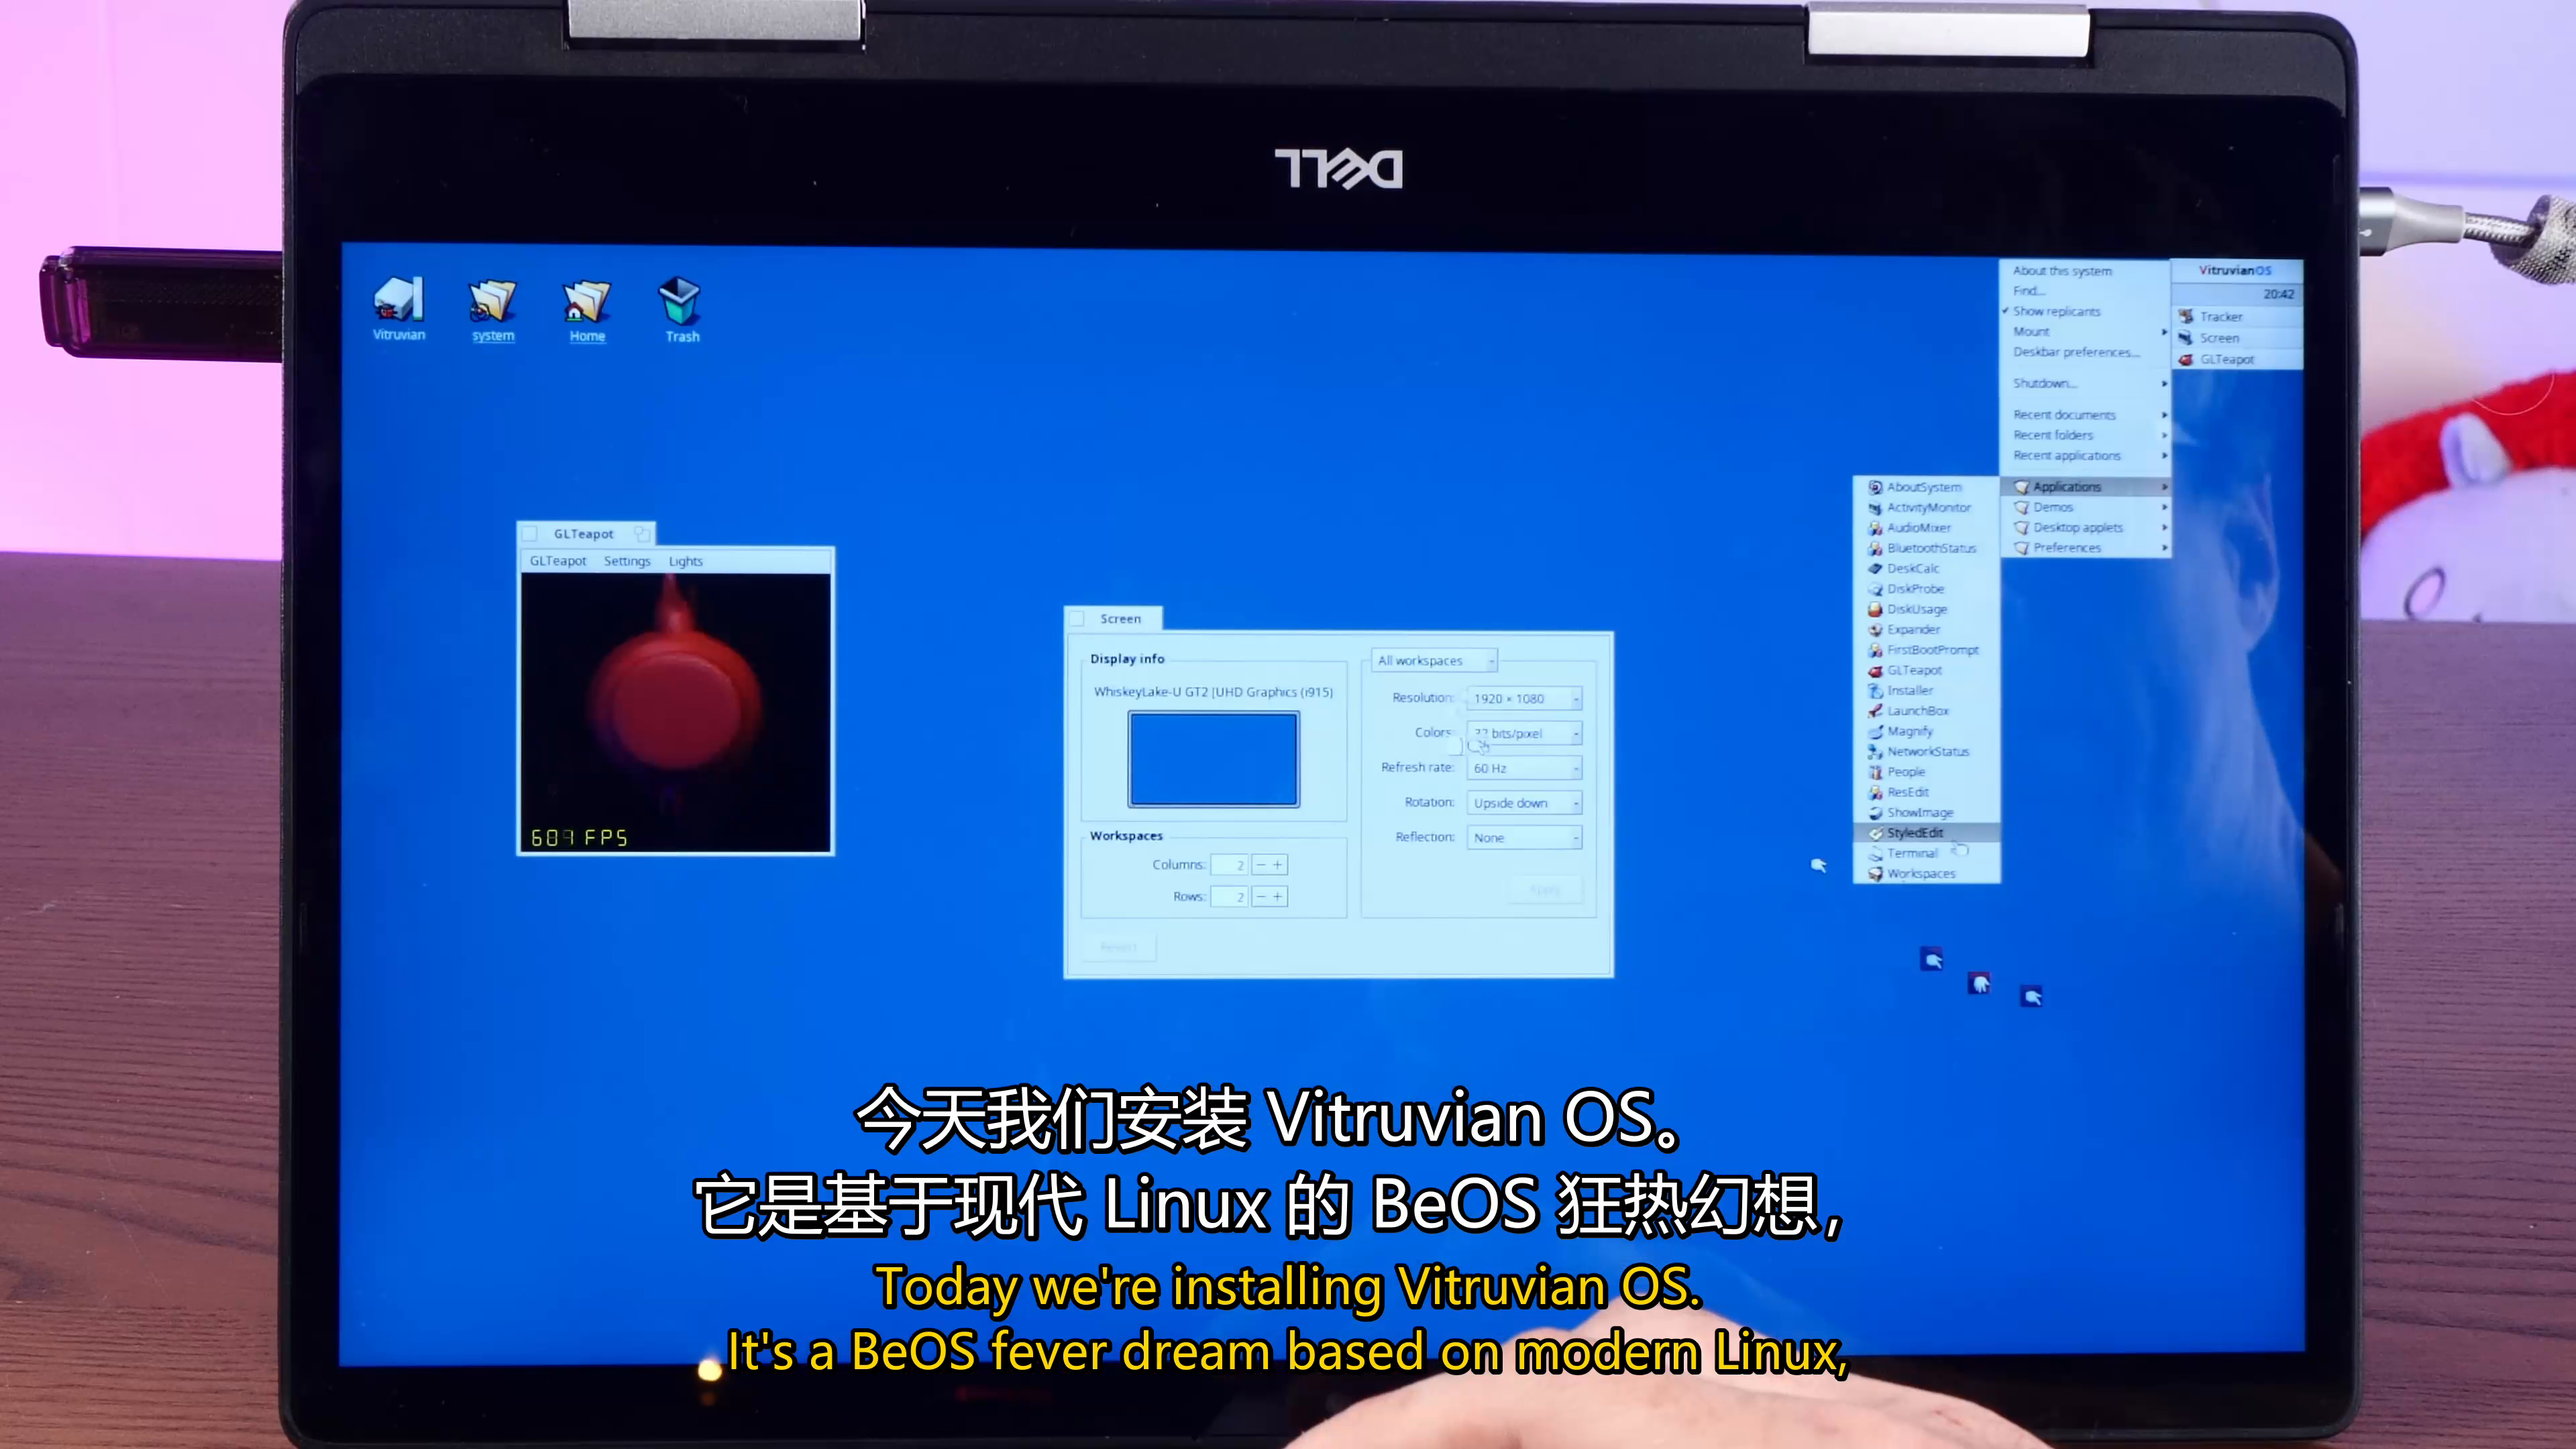 DELL
Vitruvian
system
Home
Trash
About this system
Find...
Show replicants
Mount
Deskbar preferences...
Shutdown...
Recent documents
Recent folders
Recent applications
Applications
Demos
Desktop applets
Preferences
VitruvianOS
20:42
Tracker
Screen
GLTeapot
AboutSystem
ActivityMonitor
AudioMixer
BluetoothStatus
DeskCalc
DiskProbe
DiskUsage
Expander
FirstBootPrompt
GLTeapot
Installer
LaunchBox
Magnify
NetworkStatus
People
ResEdit
ShowImage
StyledEdit
Terminal
Workspaces
GLTeapot
GLTeapot Settings Lights
FPS
Screen
Display info
WhiskeyLake-U GT2 [UHD Graphics (i915)
Workspaces
Columns: 2 − +
Rows: 2 − +
All workspaces
Resolution: 1920 × 1080
Colors: bits/pixel
Refresh rate: 60 Hz
Rotation: Upside down
Reflection: None
Apply
Revert
今天我们安装 Vitruvian OS。
它是基于现代 Linux 的 BeOS 狂热幻想，
Today we're installing Vitruvian OS.
It's a BeOS fever dream based on modern Linux,